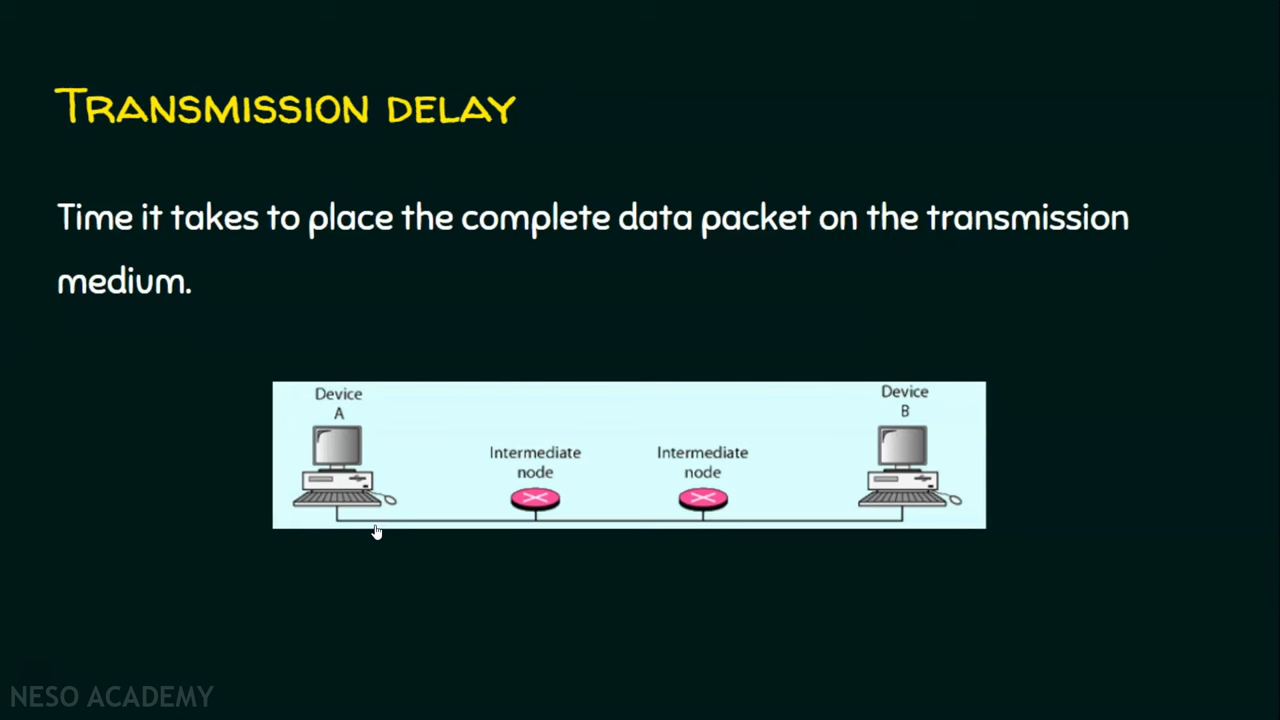 TRANSMISSION DELAY
Time it takes to place the complete data packet on the transmission
medium.
Device
A
Device
B
Intermediate
node
Intermediate
node
NESO ACADEMY